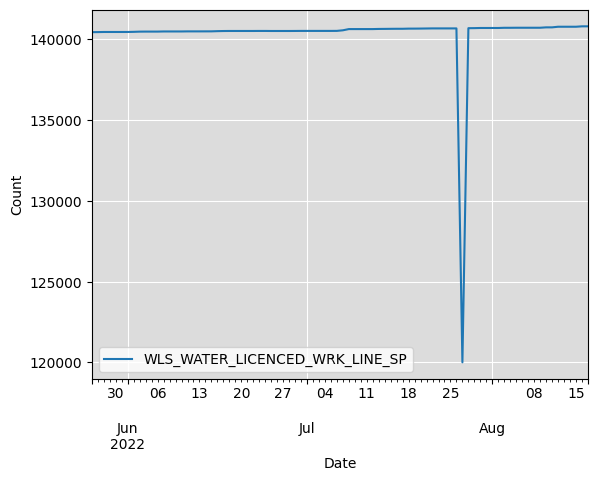 140000
135000
130000
125000
120000
Count
WLS_WATER_LICENCED_WRK_LINE_SP
30 06 13 20 27 04 11 18 25 08 15
Jun Jul Aug
2022
Date